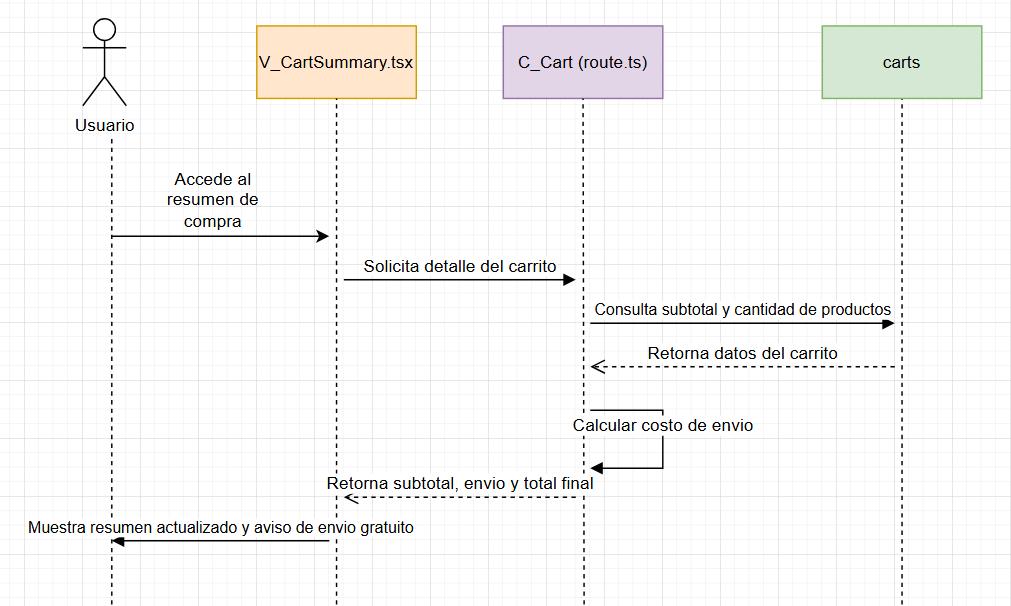 Usuario
V_CartSummary.tsx
C_Cart (route.ts)
carts
Accede al
resumen de
compra
Solicita detalle del carrito
Consulta subtotal y cantidad de productos
Retorna datos del carrito
Calcular costo de envio
Retorna subtotal, envio y total final
Muestra resumen actualizado y aviso de envio gratuito